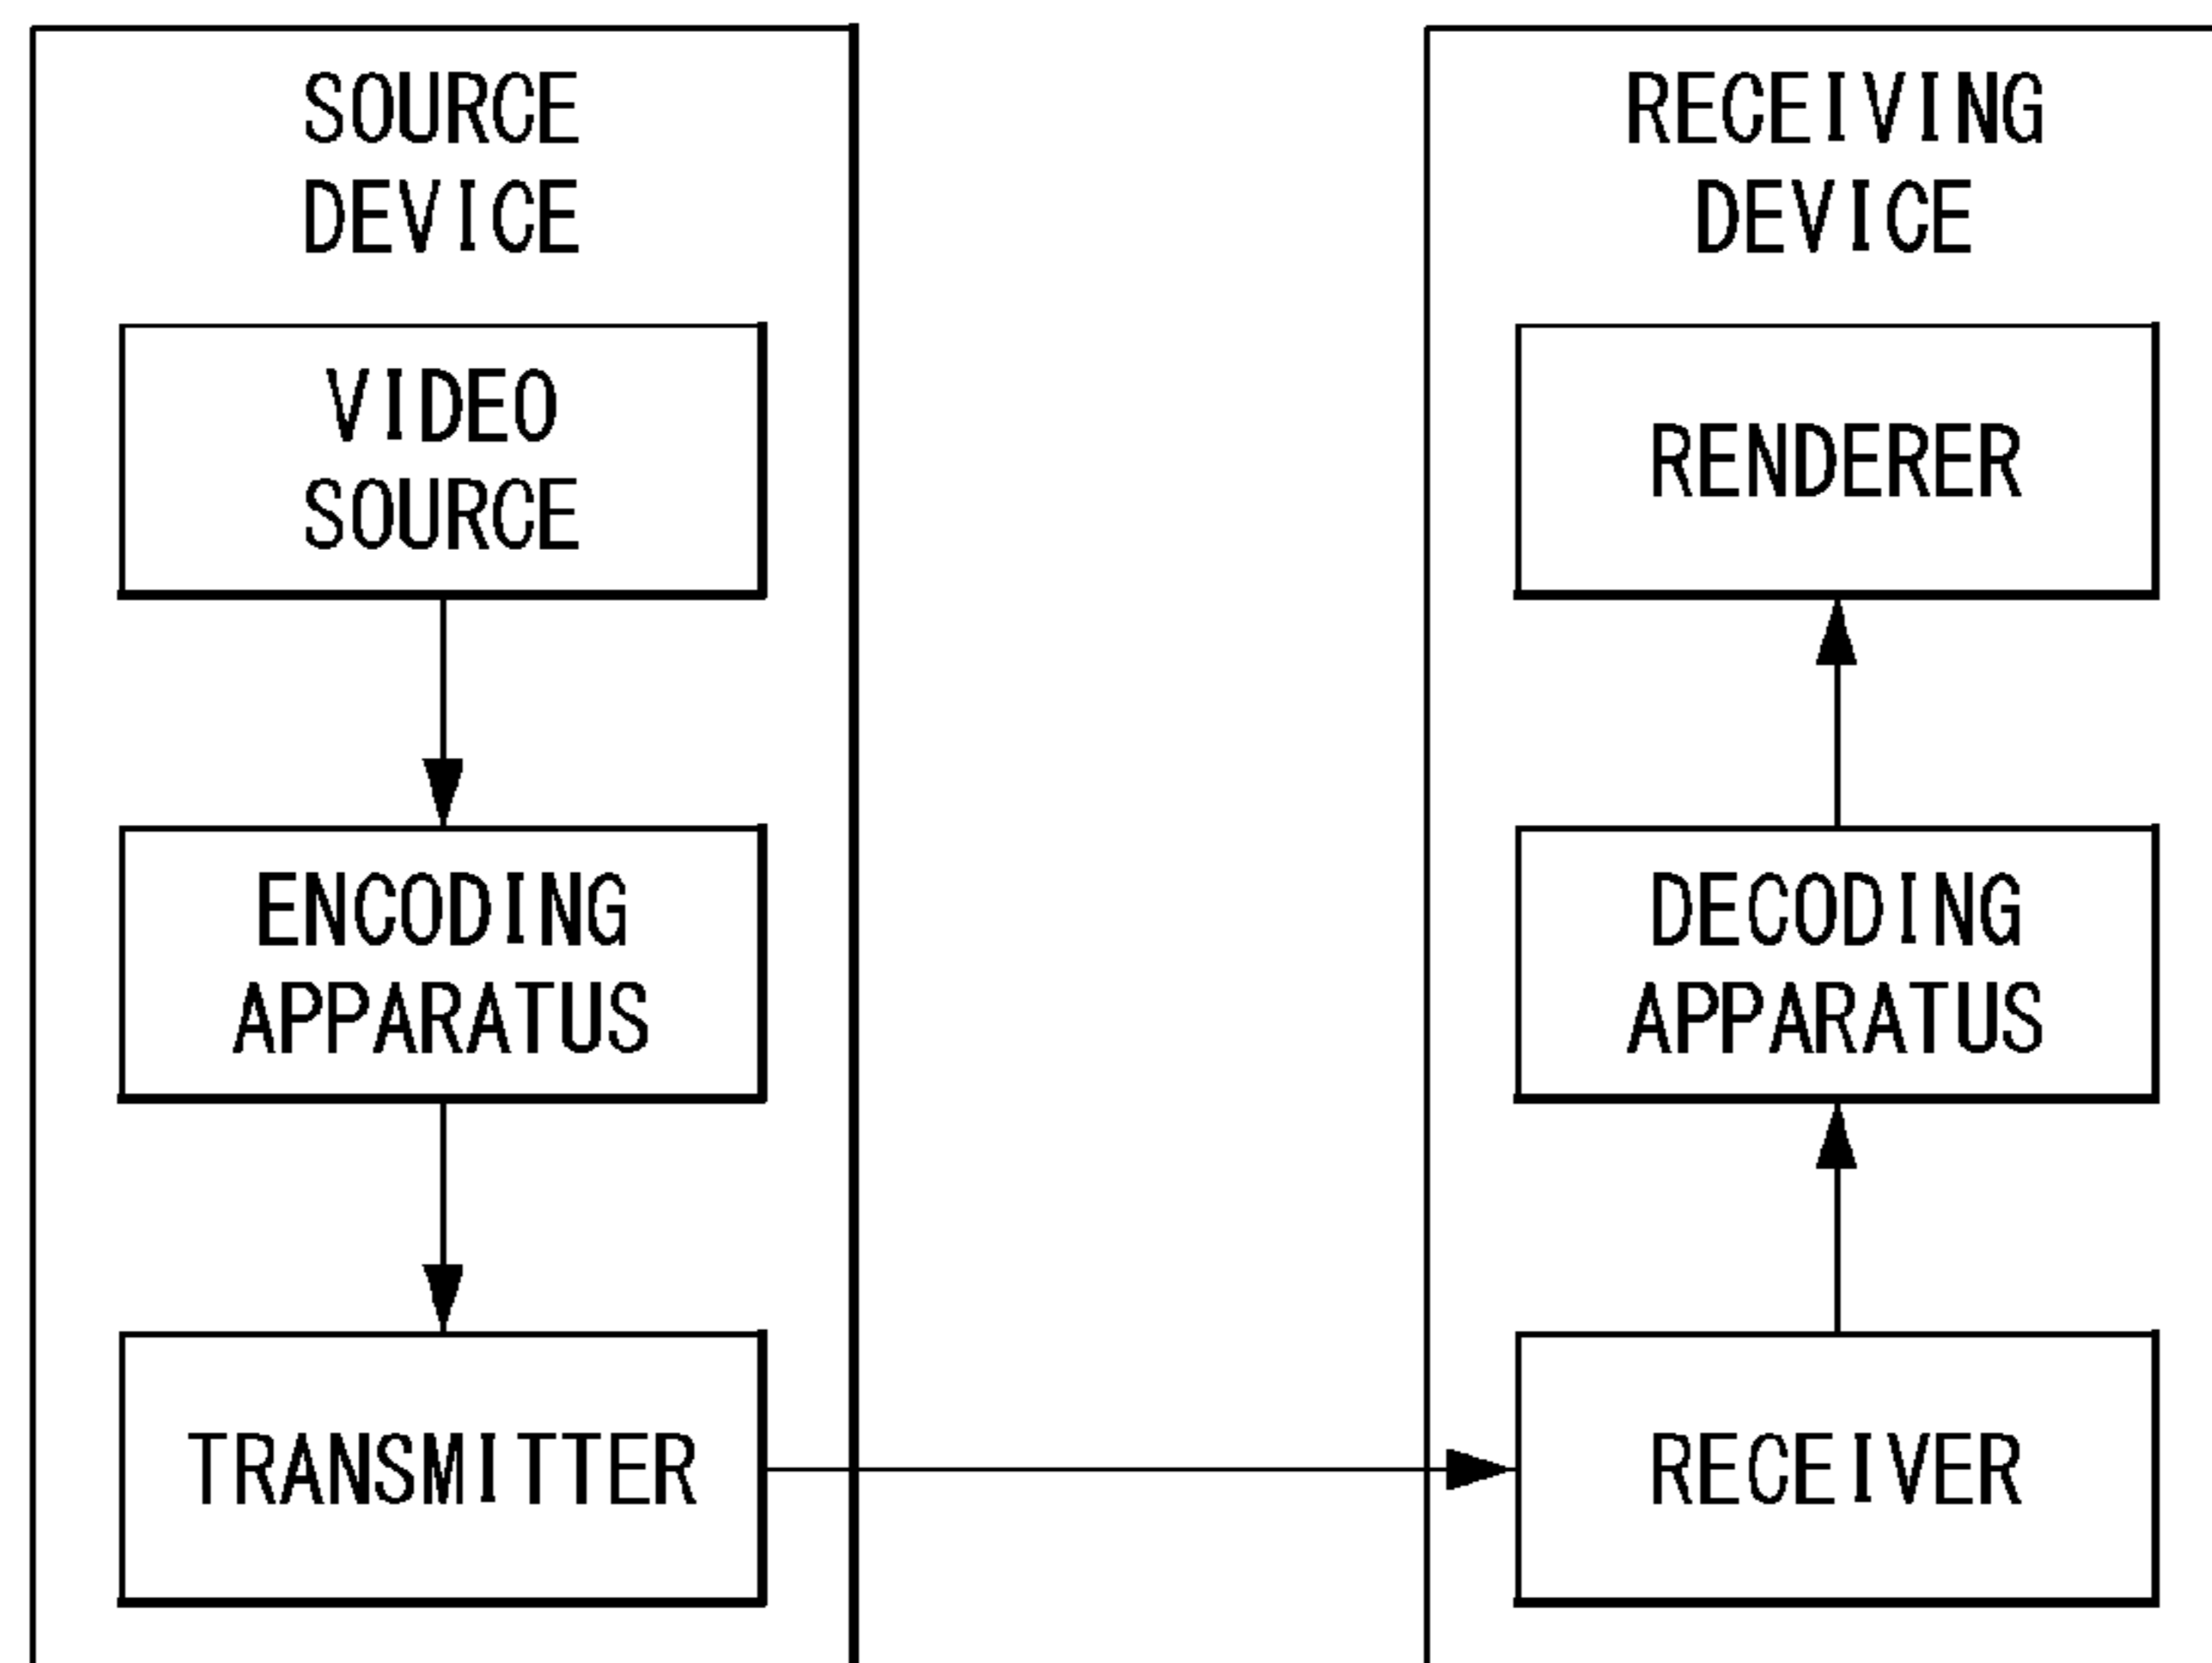 SOURCE
DEVICE
VIDEO
SOURCE
ENCODING
APPARATUS
TRANSMITTER
RECEIVING
DEVICE
RENDERER
DECODING
APPARATUS
RECEIVER